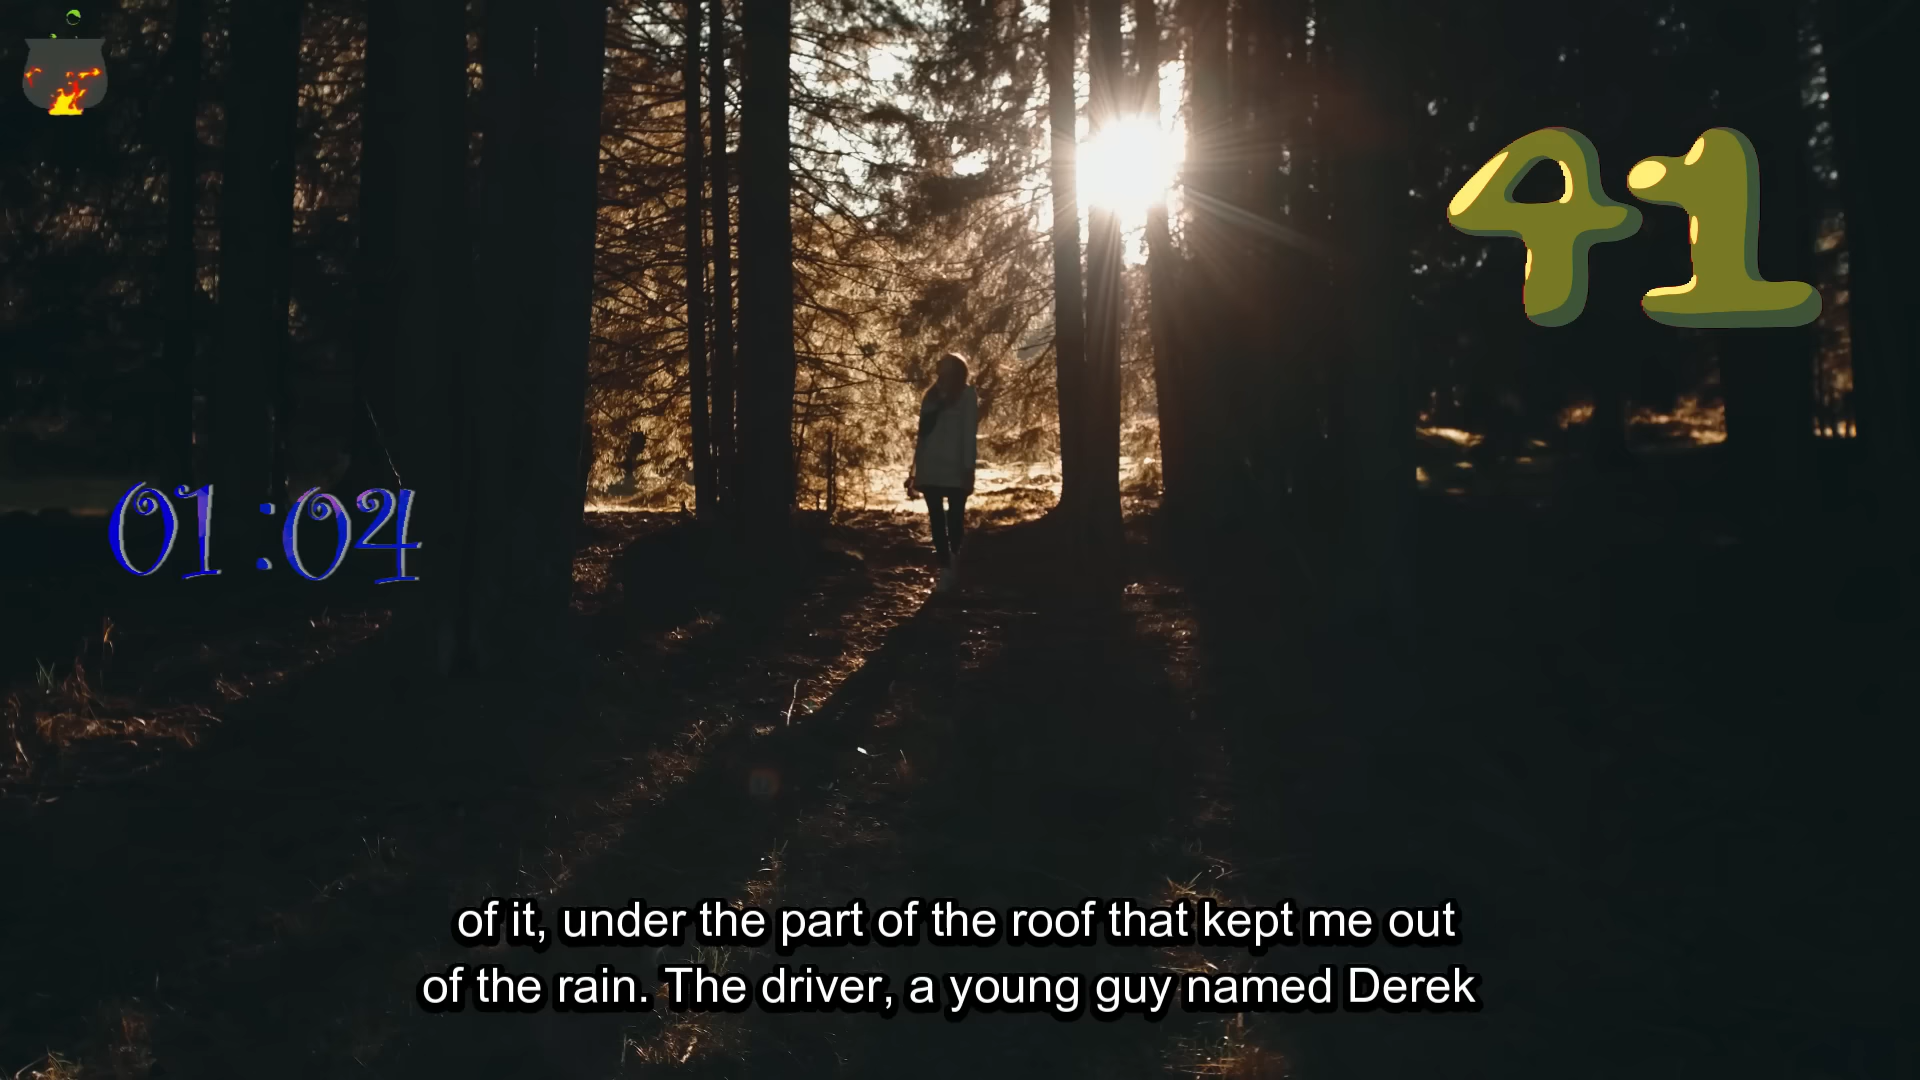 41
01:04
of it, under the part of the roof that kept me out
of the rain. The driver, a young guy named Derek